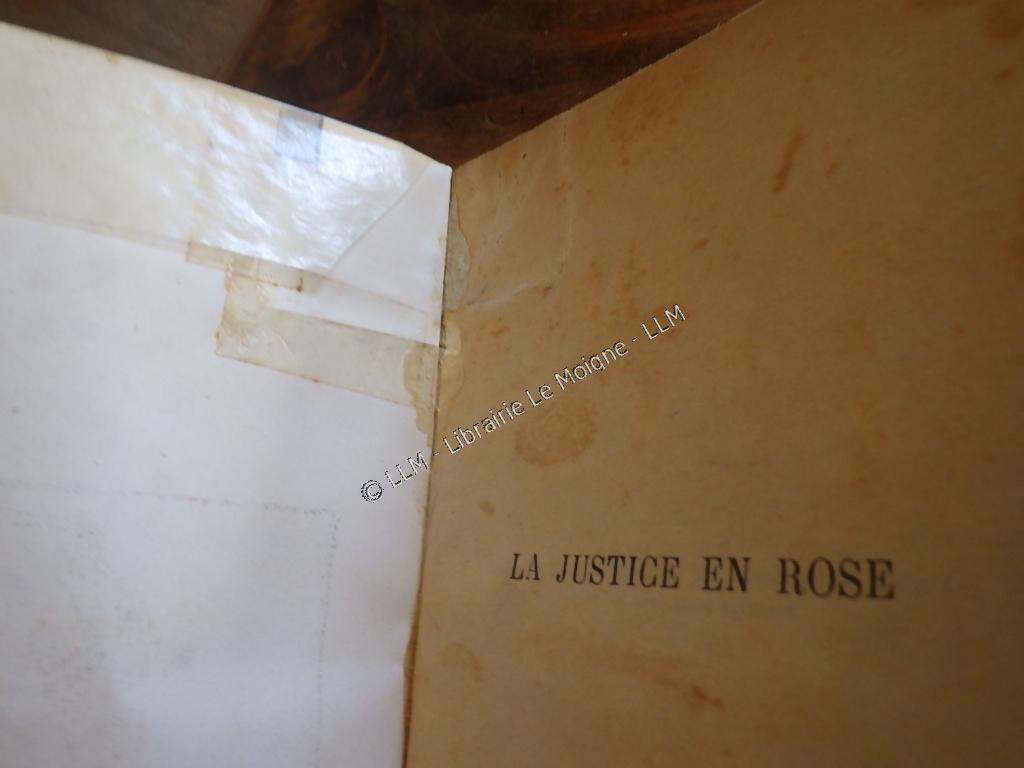 © LLM - Librairie Le Moigne - LLM
LA JUSTICE EN ROSE